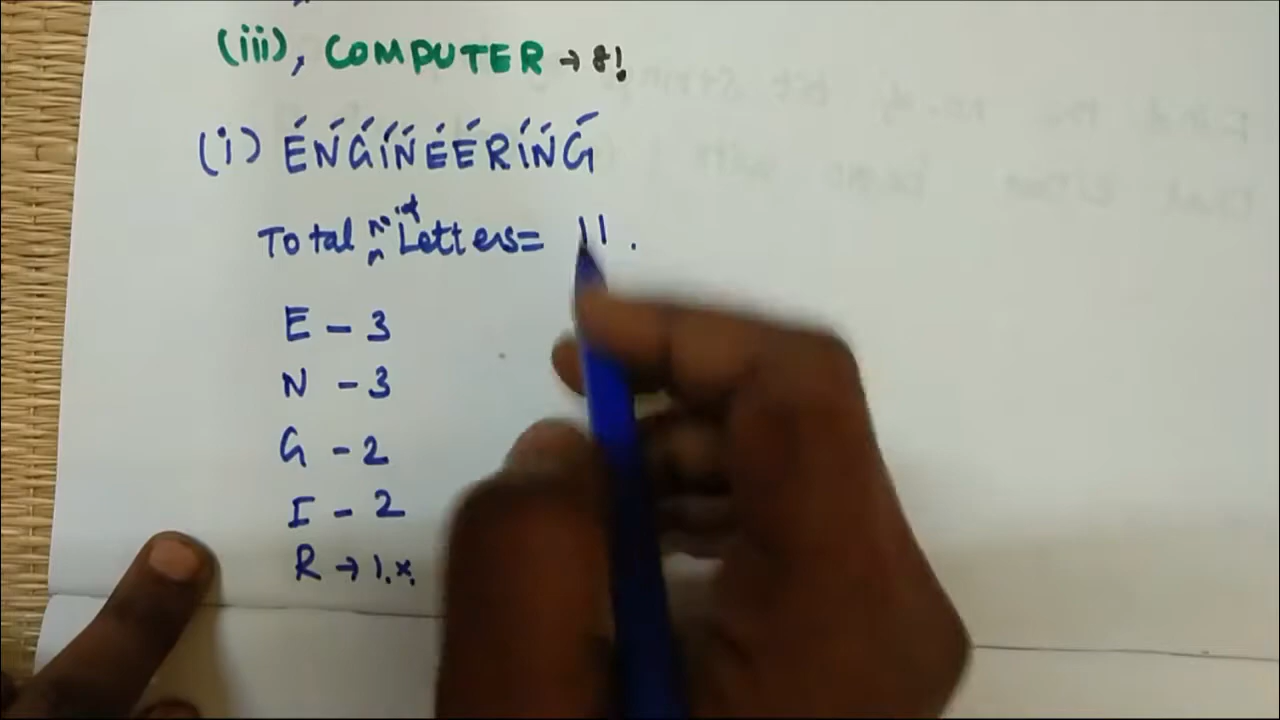 (iii), COMPUTER → 8!
(i) ENGINEERING
Total no. of Letters = 11.
E - 3
N - 3
G - 2
I - 2
R → 1.x.